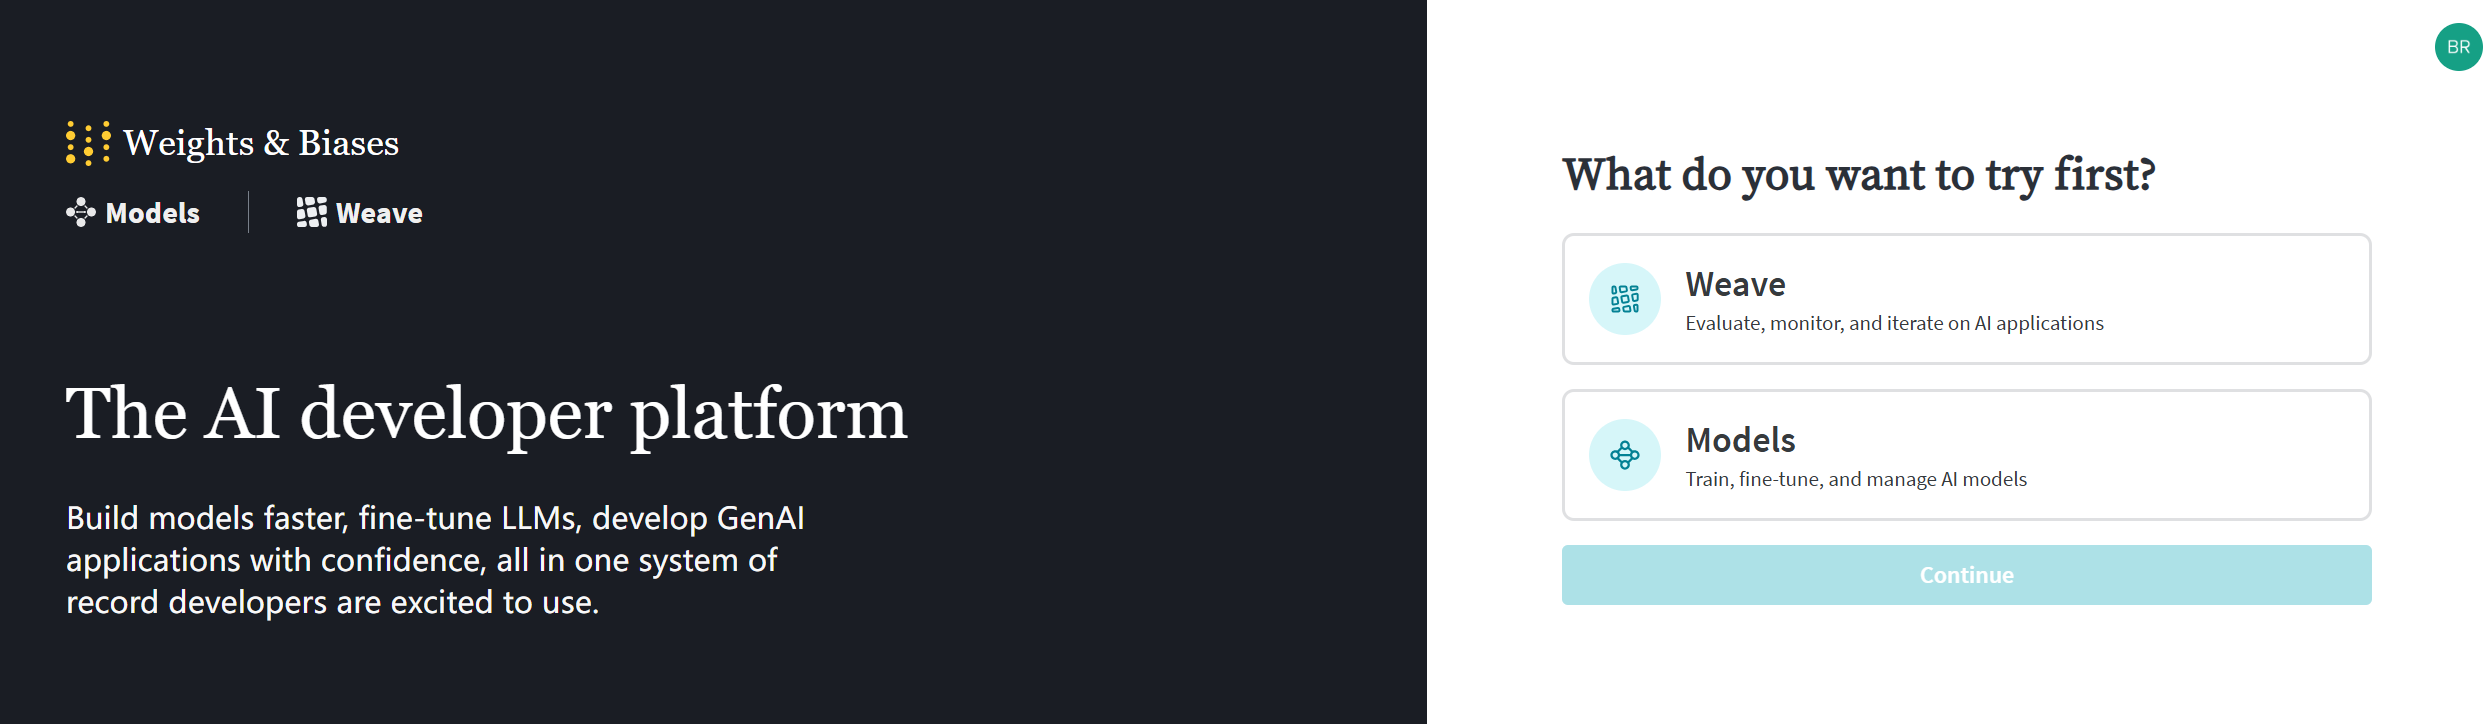 Weights & Biases
Models
Weave
The AI developer platform
Build models faster, fine-tune LLMs, develop GenAI
applications with confidence, all in one system of
record developers are excited to use.
BR
What do you want to try first?
Weave
Evaluate, monitor, and iterate on AI applications
Models
Train, fine-tune, and manage AI models
Continue